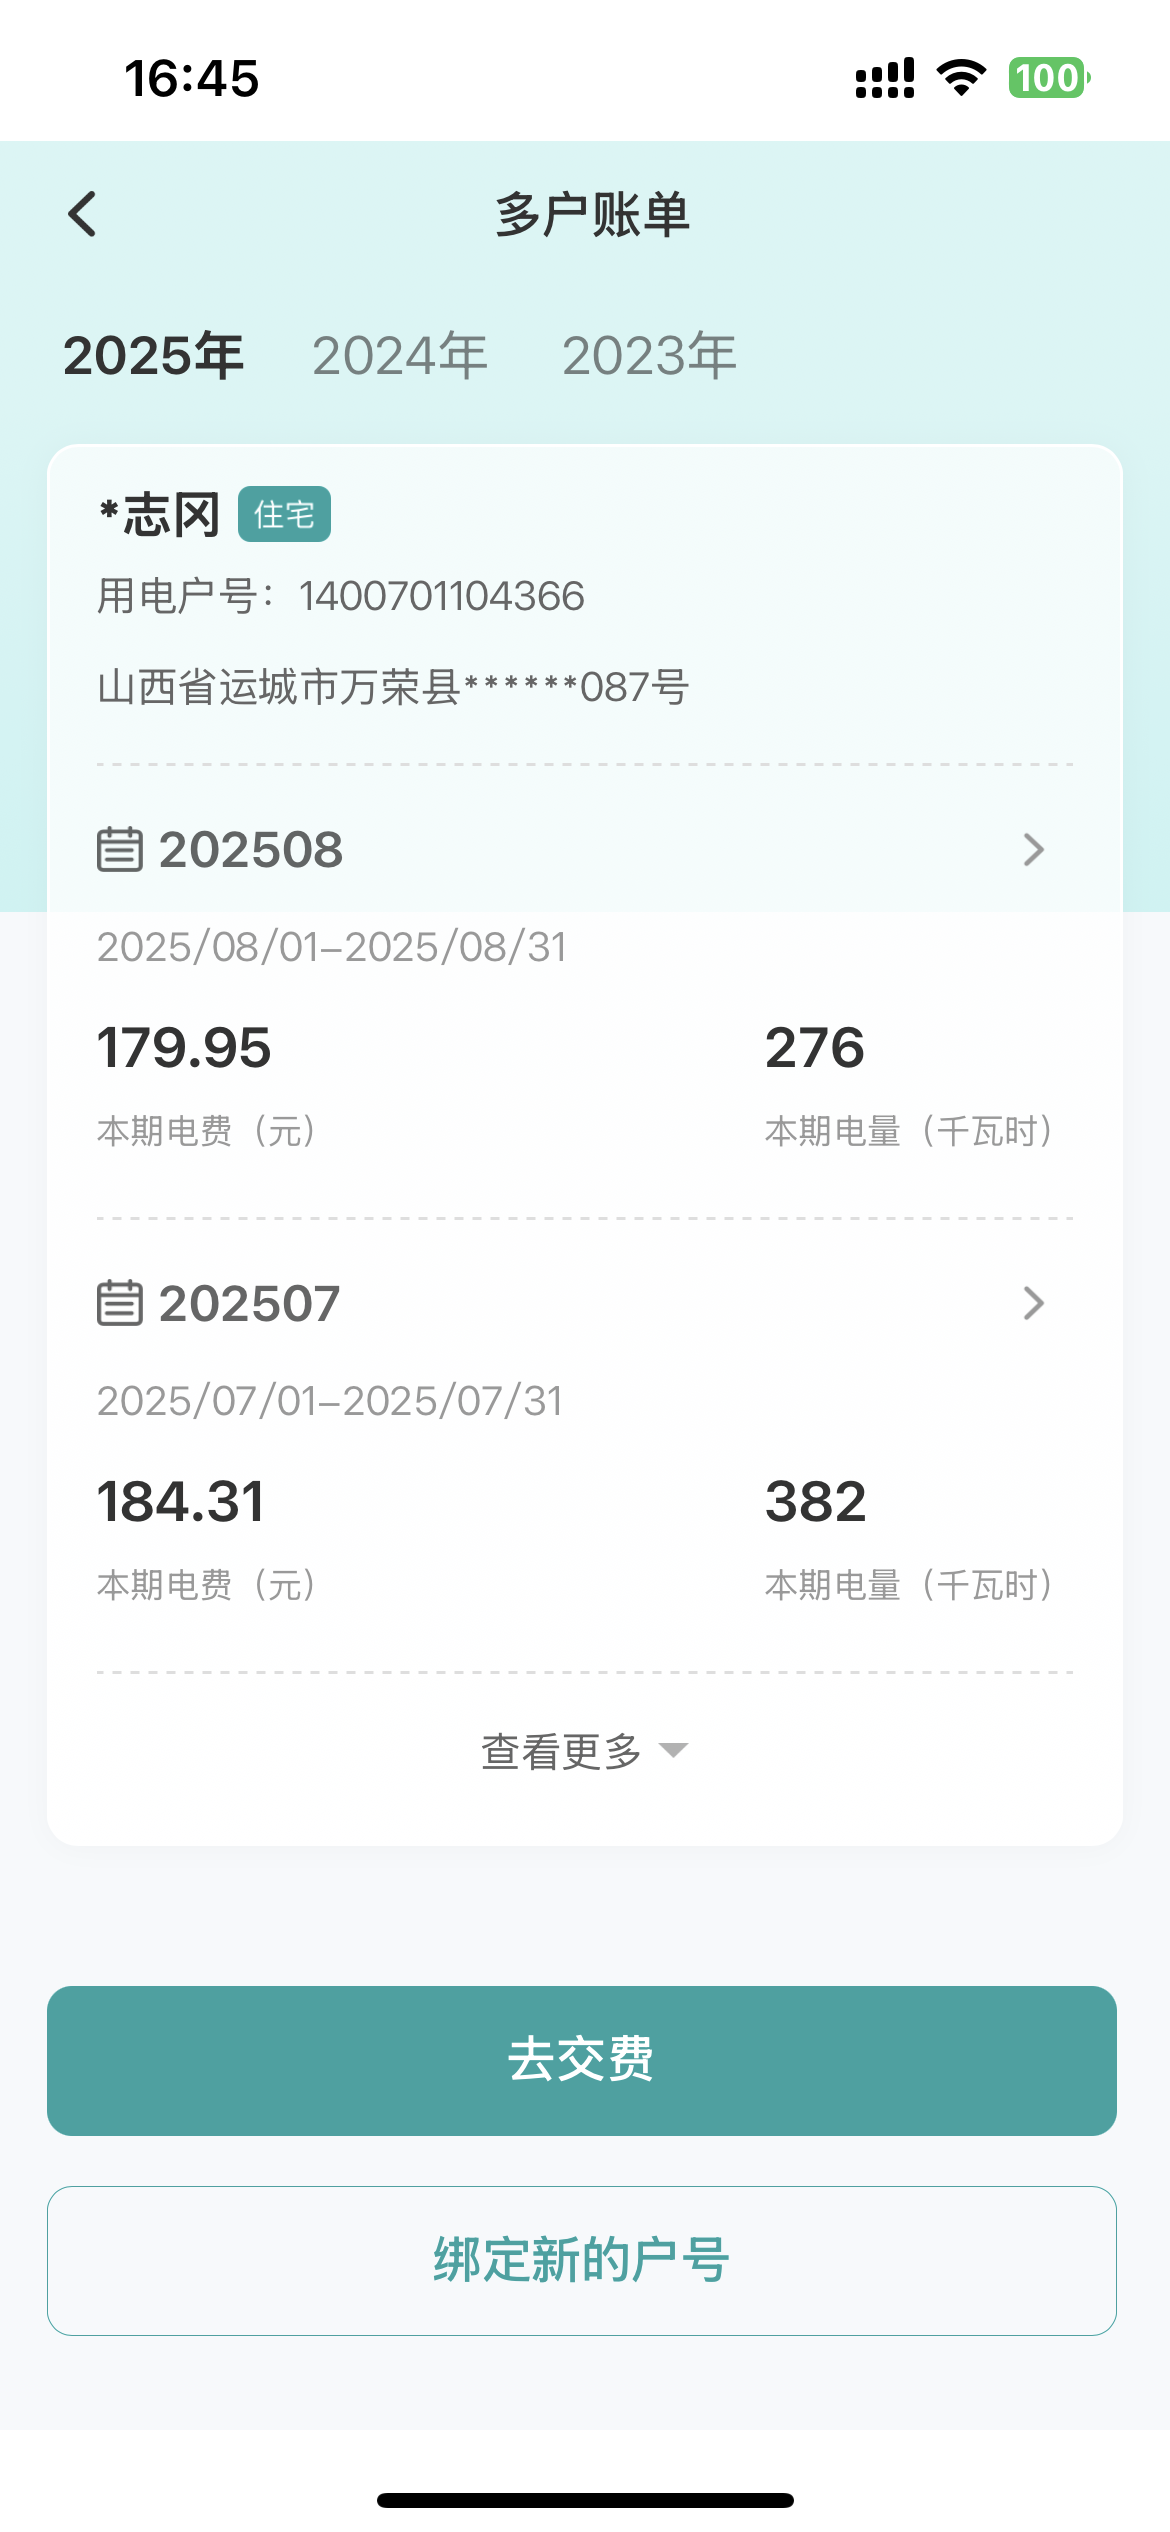 16:45
100
多户账单
2025年 2024年 2023年
*志冈 住宅
用电户号：1400701104366
山西省运城市万荣县******087号
202508
2025/08/01-2025/08/31
179.95 276
本期电费（元） 本期电量（千瓦时）
202507
2025/07/01-2025/07/31
184.31 382
本期电费（元） 本期电量（千瓦时）
查看更多
去交费
绑定新的户号